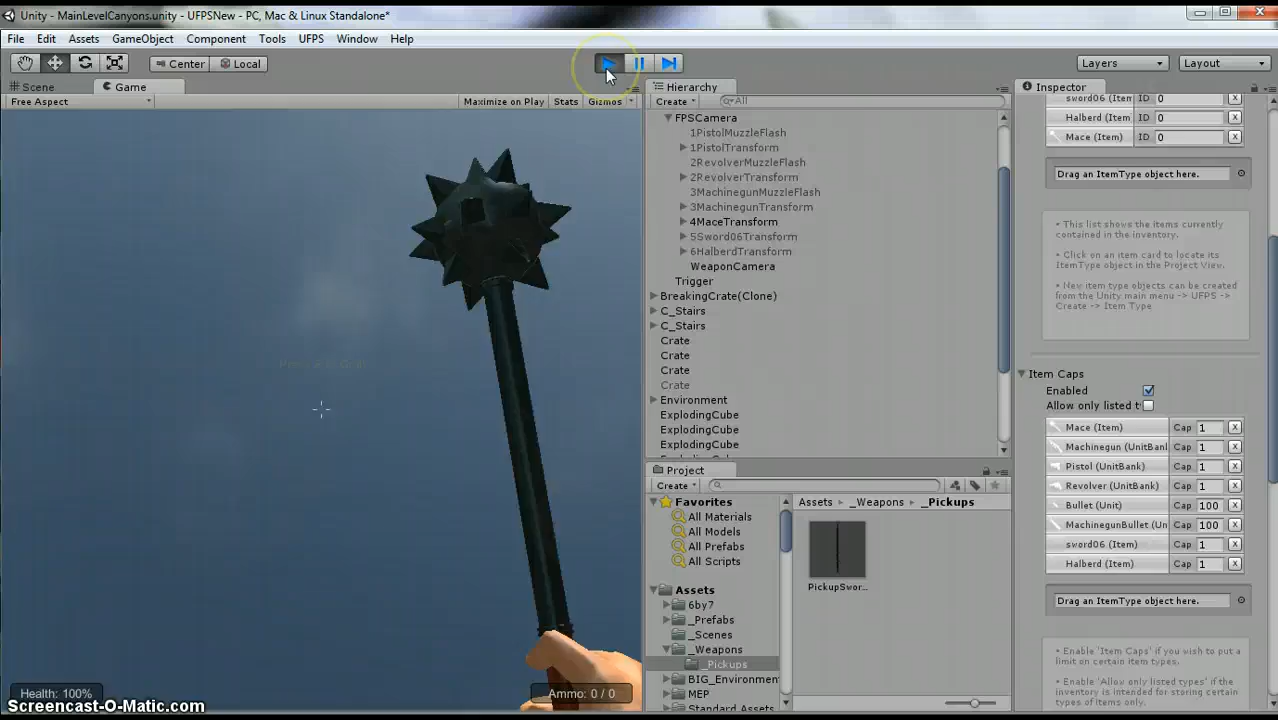 Unity - MainLevelCanyons.unity - UFPSNew - PC, Mac & Linux Standalone*
File Edit Assets GameObject Component Tools UFPS Window Help
Center Local Layers Layout
Scene Game
Free Aspect Maximize on Play Stats Gizmos
Health: 100% Ammo: 0 / 0
Screencast-O-Matic.com
Hierarchy
Create All
FPSCamera
1PistolMuzzleFlash
1PistolTransform
2RevolverMuzzleFlash
2RevolverTransform
3MachinegunMuzzleFlash
3MachinegunTransform
4MaceTransform
5Sword06Transform
6HalberdTransform
WeaponCamera
Trigger
BreakingCrate(Clone)
C_Stairs
C_Stairs
Crate
Crate
Crate
Crate
Environment
ExplodingCube
ExplodingCube
ExplodingCube
Project
Create
Favorites
All Materials
All Models
All Prefabs
All Scripts
Assets
6by7
_Prefabs
_Scenes
_Weapons
_Pickups
BIG_Environmen
MEP
Standard Assets
Assets _Weapons _Pickups
PickupSwor...
Inspector
sword06 (Item ID 0
Halberd (Item ID 0
Mace (Item) ID 0
Drag an ItemType object here.
• This list shows the items currently
contained in the inventory.
• Click on an item card to locate its
ItemType object in the Project View.
• New item type objects can be created
from the Unity main menu -> UFPS ->
Create -> Item Type
Item Caps
Enabled
Allow only listed t
Mace (Item) Cap 1 X
Machinegun (UnitBank Cap 1 X
Pistol (UnitBank) Cap 1 X
Revolver (UnitBank) Cap 1 X
Bullet (Unit) Cap 100 X
MachinegunBullet (Un Cap 100 X
sword06 (Item) Cap 1 X
Halberd (Item) Cap 1 X
Drag an ItemType object here.
• Enable 'Item Caps' if you wish to put a
limit on certain item types.
• Enable 'Allow only listed types' if the
inventory is intended for storing certain
types of items only.